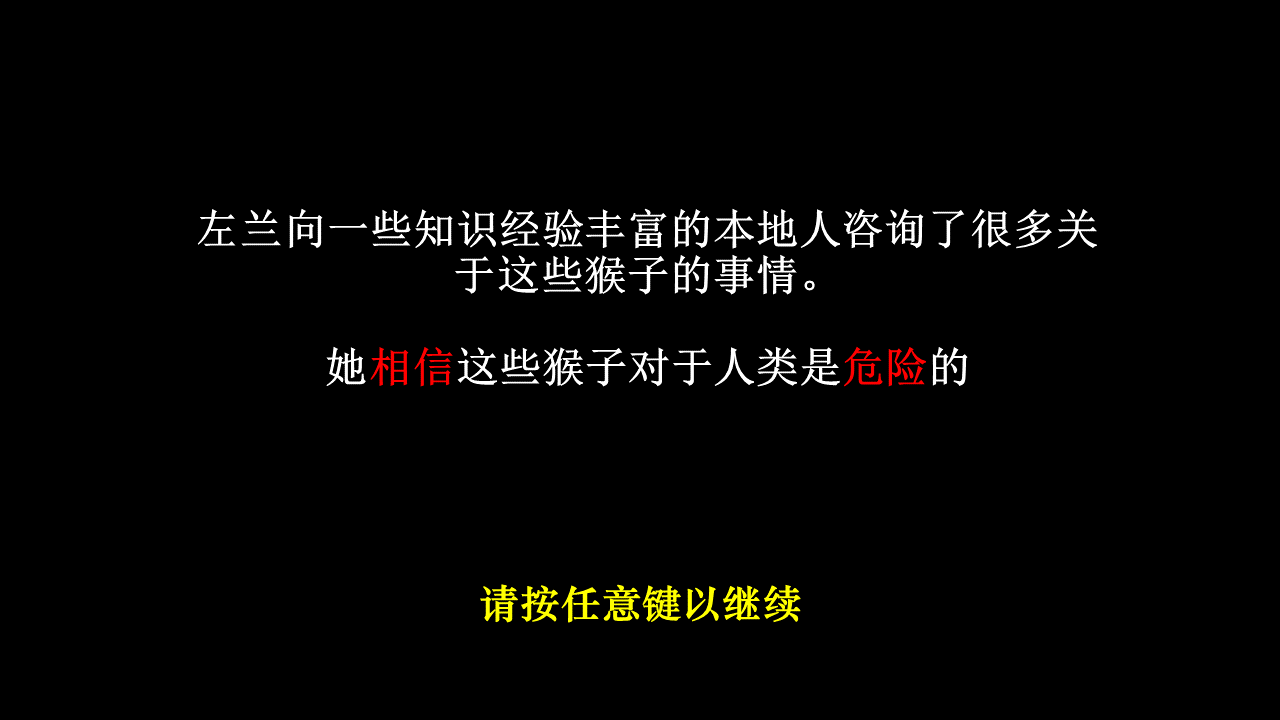 左兰向一些知识经验丰富的本地人咨询了很多关
于这些猴子的事情。
她相信这些猴子对于人类是危险的
请按任意键以继续